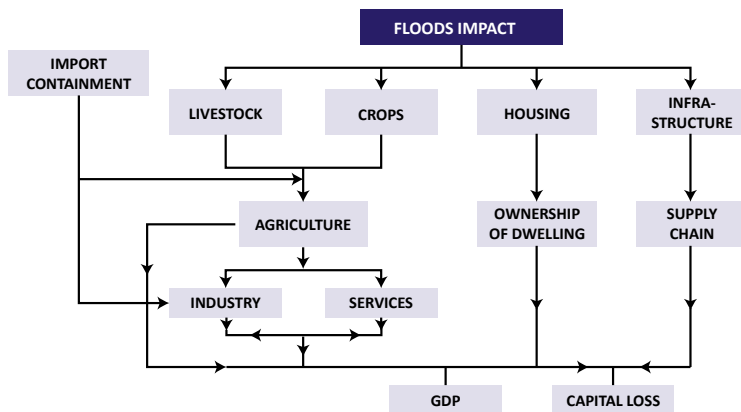 FLOODS IMPACT
IMPORT
CONTAINMENT
LIVESTOCK
CROPS
HOUSING
INFRA-
STRUCTURE
AGRICULTURE
OWNERSHIP
OF DWELLING
SUPPLY
CHAIN
INDUSTRY
SERVICES
GDP
CAPITAL LOSS